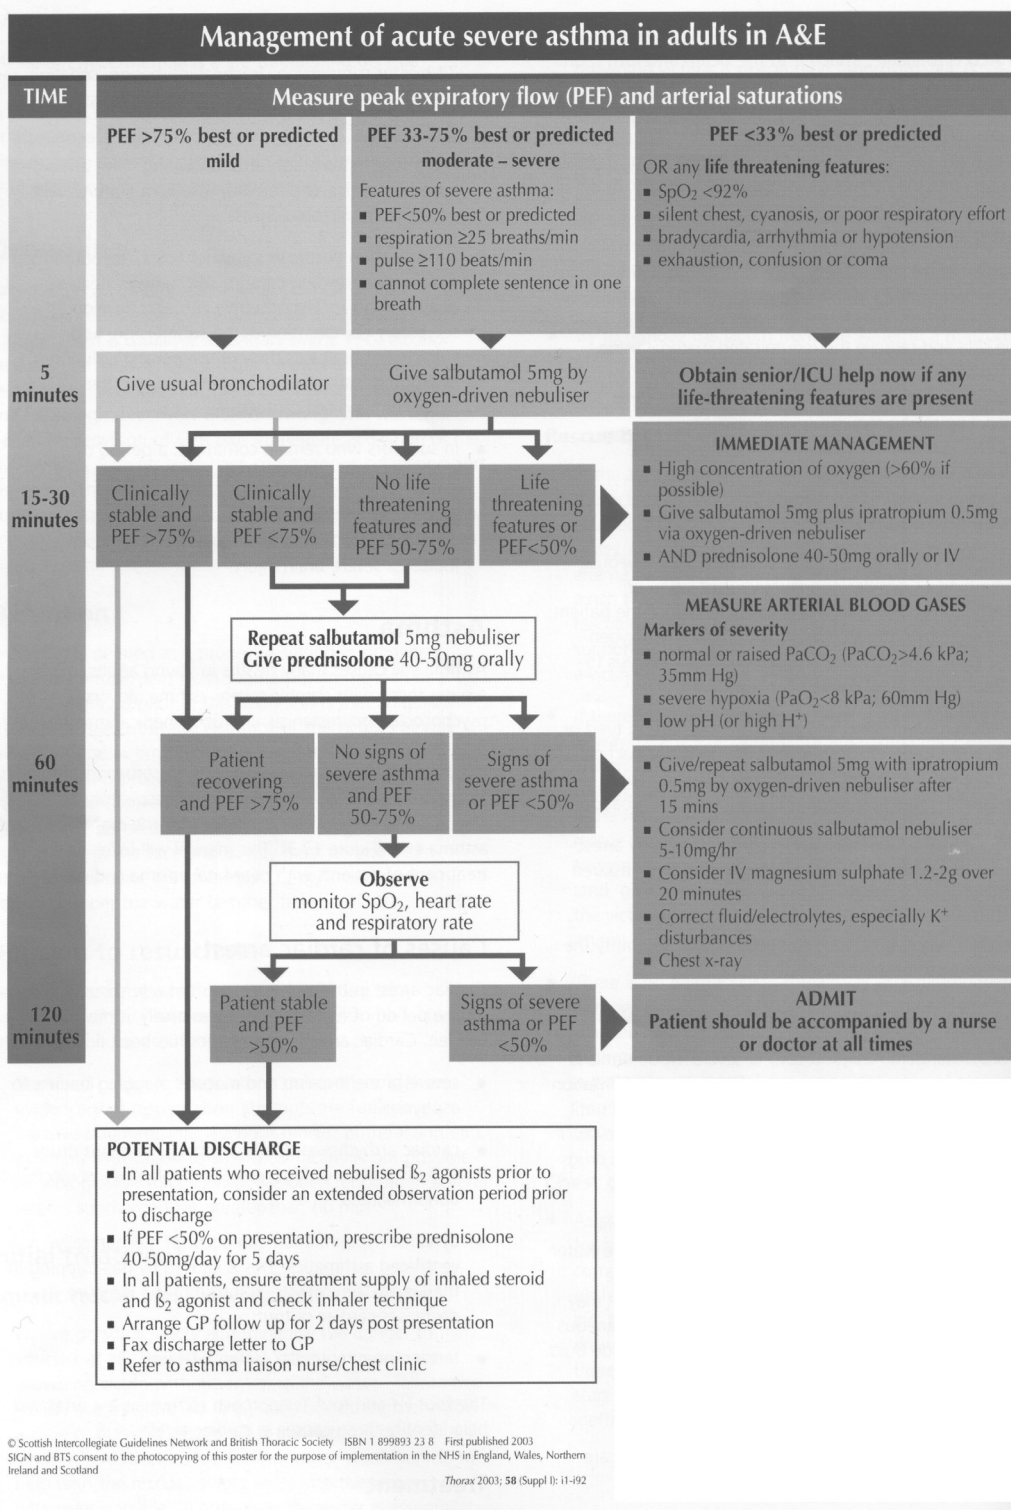 Management of acute severe asthma in adults in A&E
TIME
Measure peak expiratory flow (PEF) and arterial saturations
PEF >75% best or predicted
mild
PEF 33-75% best or predicted
moderate – severe
Features of severe asthma:
■ PEF<50% best or predicted
■ respiration ≥25 breaths/min
■ pulse ≥110 beats/min
■ cannot complete sentence in one
breath
PEF <33% best or predicted
OR any life threatening features:
■ SpO2 <92%
■ silent chest, cyanosis, or poor respiratory effort
■ bradycardia, arrhythmia or hypotension
■ exhaustion, confusion or coma
5
minutes
Give usual bronchodilator
Give salbutamol 5mg by
oxygen-driven nebuliser
Obtain senior/ICU help now if any
life-threatening features are present
15-30
minutes
Clinically
stable and
PEF >75%
Clinically
stable and
PEF <75%
No life
threatening
features and
PEF 50-75%
Life
threatening
features or
PEF<50%
IMMEDIATE MANAGEMENT
■ High concentration of oxygen (>60% if
possible)
■ Give salbutamol 5mg plus ipratropium 0.5mg
via oxygen-driven nebuliser
■ AND prednisolone 40-50mg orally or IV
Repeat salbutamol 5mg nebuliser
Give prednisolone 40-50mg orally
MEASURE ARTERIAL BLOOD GASES
Markers of severity
■ normal or raised PaCO2 (PaCO2>4.6 kPa;
35mm Hg)
■ severe hypoxia (PaO2<8 kPa; 60mm Hg)
■ low pH (or high H+)
60
minutes
Patient
recovering
and PEF >75%
No signs of
severe asthma
and PEF
50-75%
Signs of
severe asthma
or PEF <50%
■ Give/repeat salbutamol 5mg with ipratropium
0.5mg by oxygen-driven nebuliser after
15 mins
■ Consider continuous salbutamol nebuliser
5-10mg/hr
■ Consider IV magnesium sulphate 1.2-2g over
20 minutes
■ Correct fluid/electrolytes, especially K+
disturbances
■ Chest x-ray
Observe
monitor SpO2, heart rate
and respiratory rate
120
minutes
Patient stable
and PEF
>50%
Signs of severe
asthma or PEF
<50%
ADMIT
Patient should be accompanied by a nurse
or doctor at all times
POTENTIAL DISCHARGE
■ In all patients who received nebulised ß2 agonists prior to
presentation, consider an extended observation period prior
to discharge
■ If PEF <50% on presentation, prescribe prednisolone
40-50mg/day for 5 days
■ In all patients, ensure treatment supply of inhaled steroid
and ß2 agonist and check inhaler technique
■ Arrange GP follow up for 2 days post presentation
■ Fax discharge letter to GP
■ Refer to asthma liaison nurse/chest clinic
© Scottish Intercollegiate Guidelines Network and British Thoracic Society ISBN 1 899893 23 8 First published 2003
SIGN and BTS consent to the photocopying of this poster for the purpose of implementation in the NHS in England, Wales, Northern
Ireland and Scotland
Thorax 2003; 58 (Suppl I): i1-i92